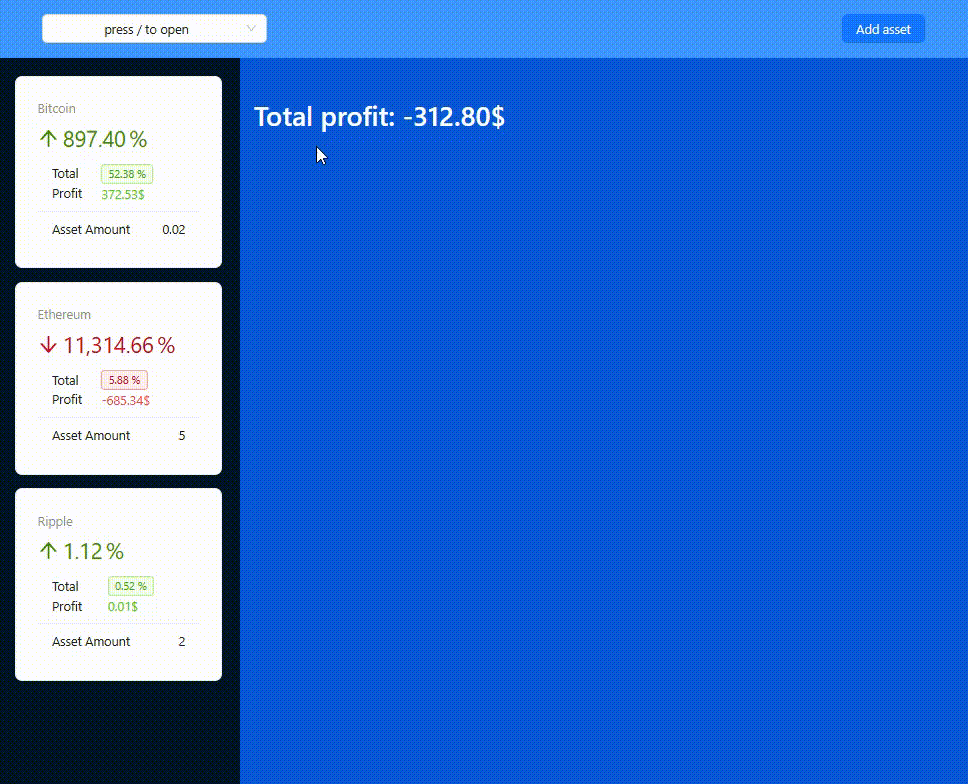 press / to open
Add asset
Total profit: -312.80$
Bitcoin
897.40 %
Total 52.38 %
Profit 372.53$
Asset Amount 0.02
Ethereum
11,314.66 %
Total 5.88 %
Profit -685.34$
Asset Amount 5
Ripple
1.12 %
Total 0.52 %
Profit 0.01$
Asset Amount 2